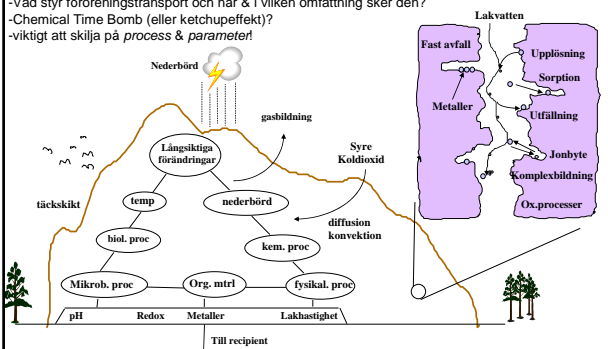 -Vad styr föroreningstransport och när & i vilken omfattning sker den?
-Chemical Time Bomb (eller ketchupeffekt)?
-viktigt att skilja på process & parameter!
Nederbörd
gasbildning
Syre
Koldioxid
Långsiktiga
förändringar
täckskikt
temp
nederbörd
diffusion
konvektion
biol. proc
kem. proc
Mikrob. proc
Org. mtrl
fysikal. proc
pH Redox Metaller Lakhastighet
Till recipient
Lakvatten
Fast avfall
Upplösning
Sorption
Metaller
Utfällning
Jonbyte
Komplexbildning
Ox.processer